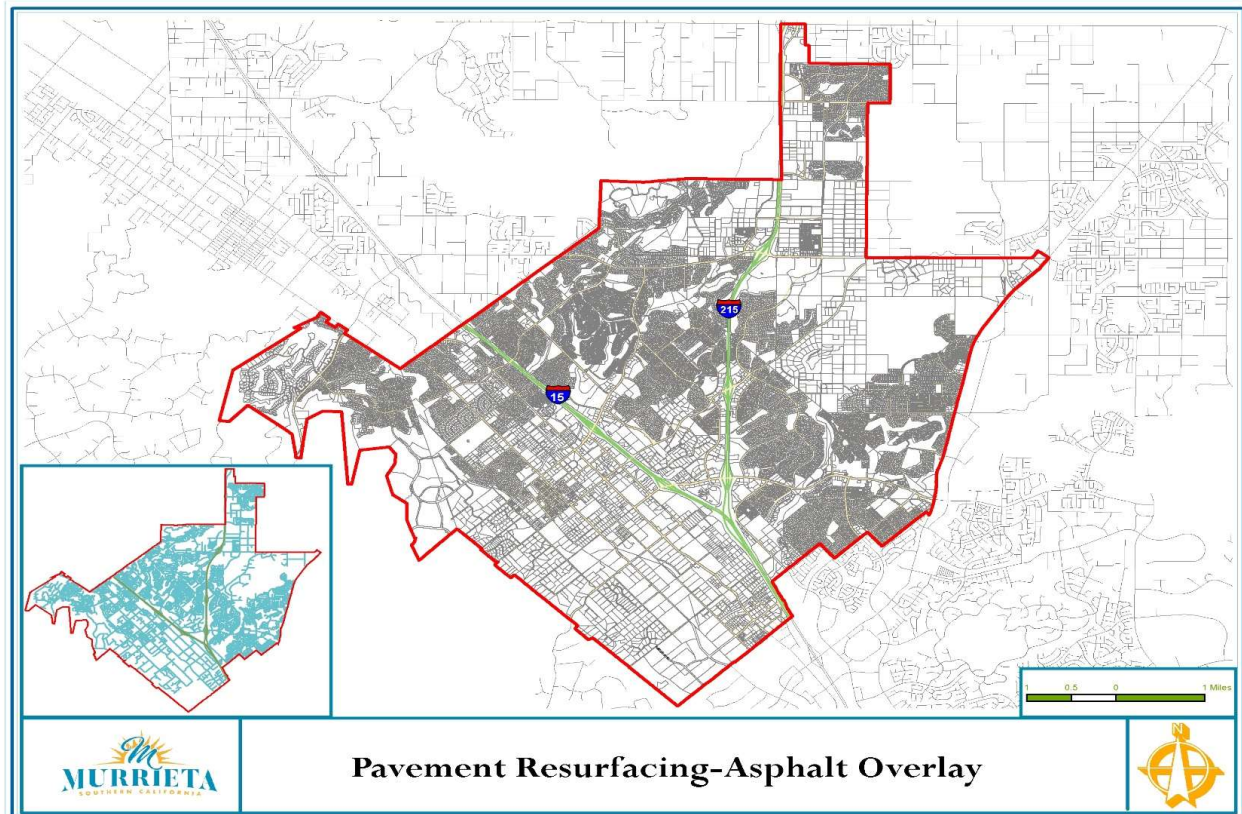 215
15
1 0.5 0 1 Miles
M
MURRIETA
SOUTHERN CALIFORNIA
Pavement Resurfacing-Asphalt Overlay
N